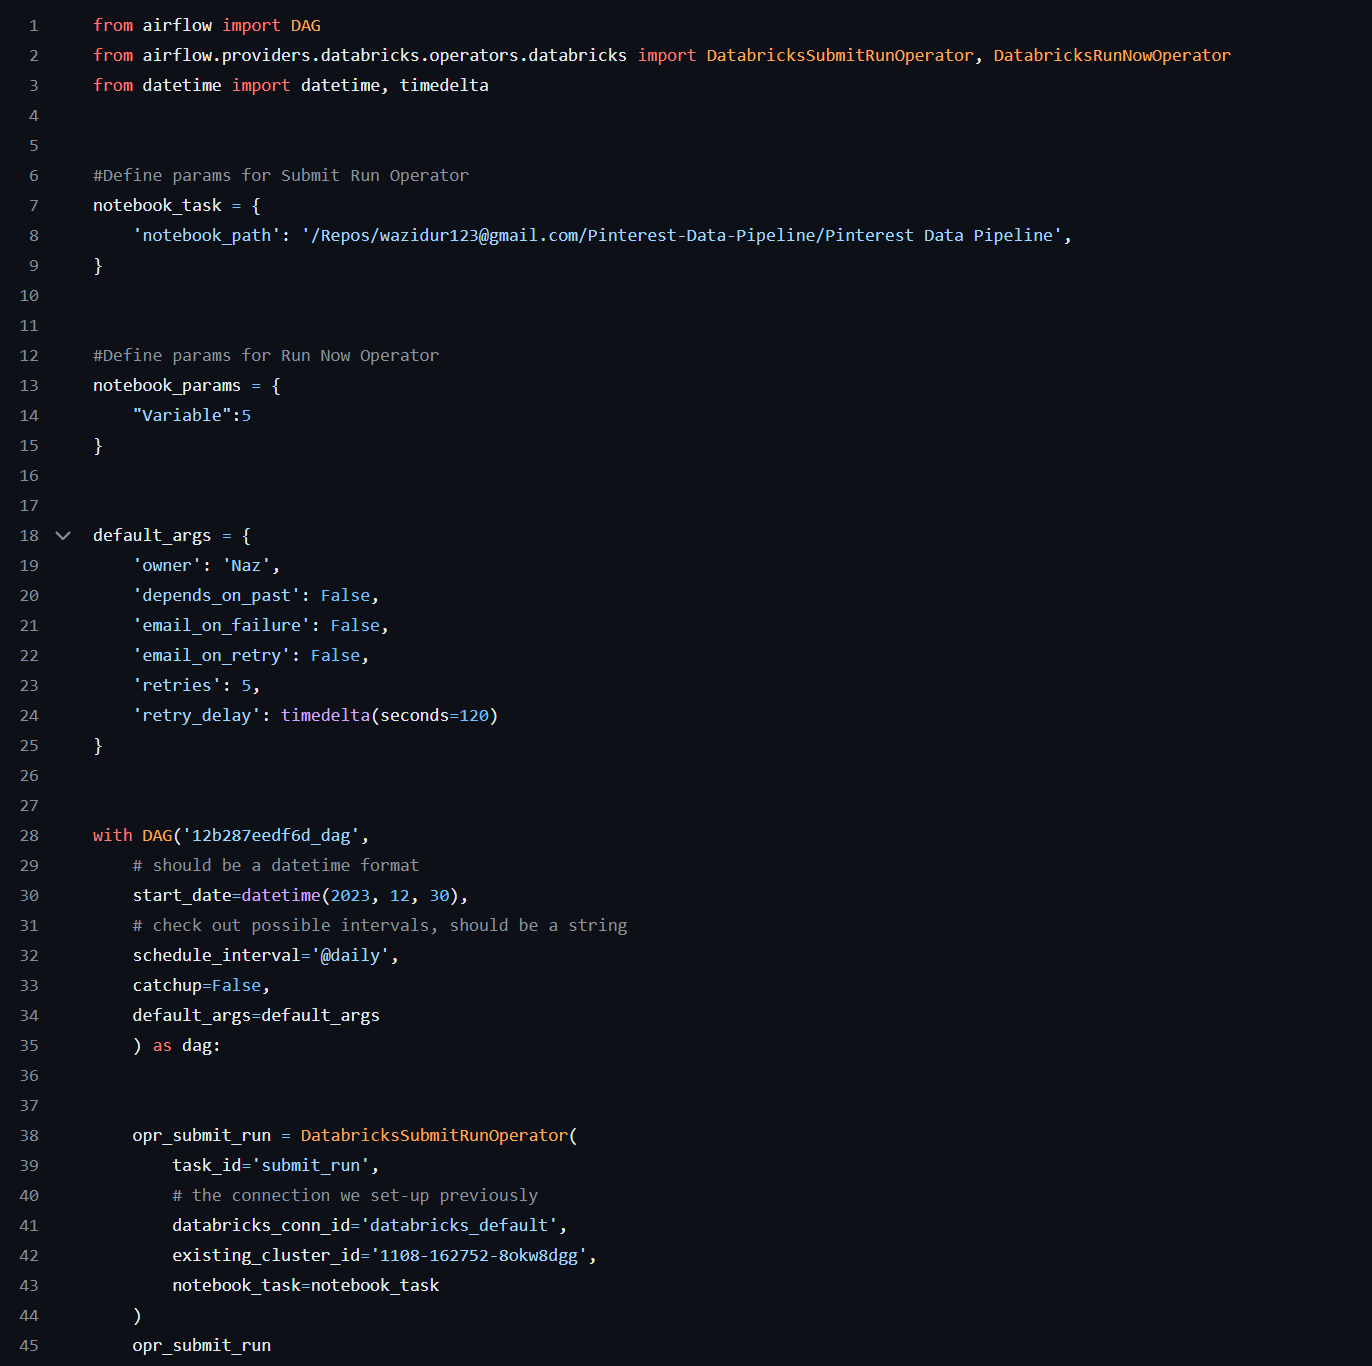 1 from airflow import DAG
2 from airflow.providers.databricks.operators.databricks import DatabricksSubmitRunOperator, DatabricksRunNowOperator
3 from datetime import datetime, timedelta
4
5
6 #Define params for Submit Run Operator
7 notebook_task = {
8     'notebook_path': '/Repos/wazidur123@gmail.com/Pinterest-Data-Pipeline/Pinterest Data Pipeline',
9 }
10
11
12 #Define params for Run Now Operator
13 notebook_params = {
14     "Variable":5
15 }
16
17
18 default_args = {
19     'owner': 'Naz',
20     'depends_on_past': False,
21     'email_on_failure': False,
22     'email_on_retry': False,
23     'retries': 5,
24     'retry_delay': timedelta(seconds=120)
25 }
26
27
28 with DAG('12b287eedf6d_dag',
29     # should be a datetime format
30     start_date=datetime(2023, 12, 30),
31     # check out possible intervals, should be a string
32     schedule_interval='@daily',
33     catchup=False,
34     default_args=default_args
35     ) as dag:
36
37
38     opr_submit_run = DatabricksSubmitRunOperator(
39         task_id='submit_run',
40         # the connection we set-up previously
41         databricks_conn_id='databricks_default',
42         existing_cluster_id='1108-162752-8okw8dgg',
43         notebook_task=notebook_task
44     )
45     opr_submit_run